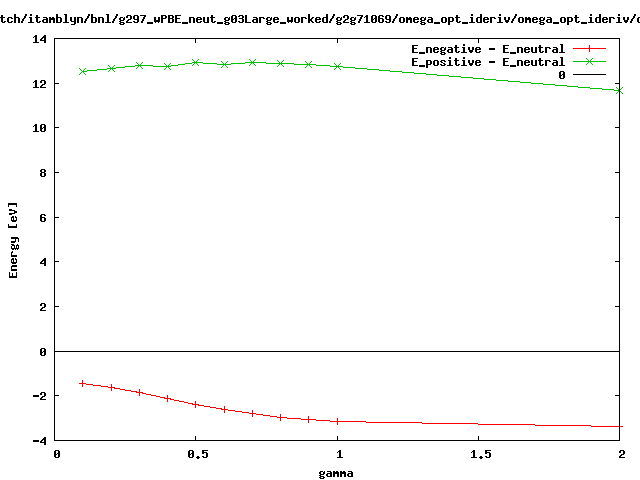 tch/itamblyn/bnl/g297_wPBE_neut_g03Large_worked/g2g71069/omega_opt_ideriv/omega_opt_ideriv/
E_negative - E_neutral
E_positive - E_neutral
0
14
12
10
8
6
4
2
0
-2
-4
Energy [eV]
0 0.5 1 1.5 2
gamma